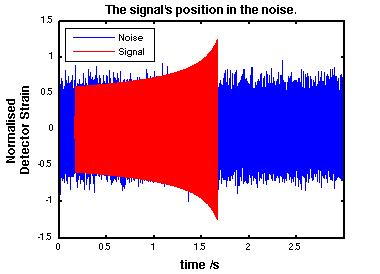 The signal's position in the noise.
Noise
Signal
Normalised
Detector Strain
1.5
1
0.5
0
-0.5
-1
-1.5
0 0.5 1 1.5 2 2.5
time /s